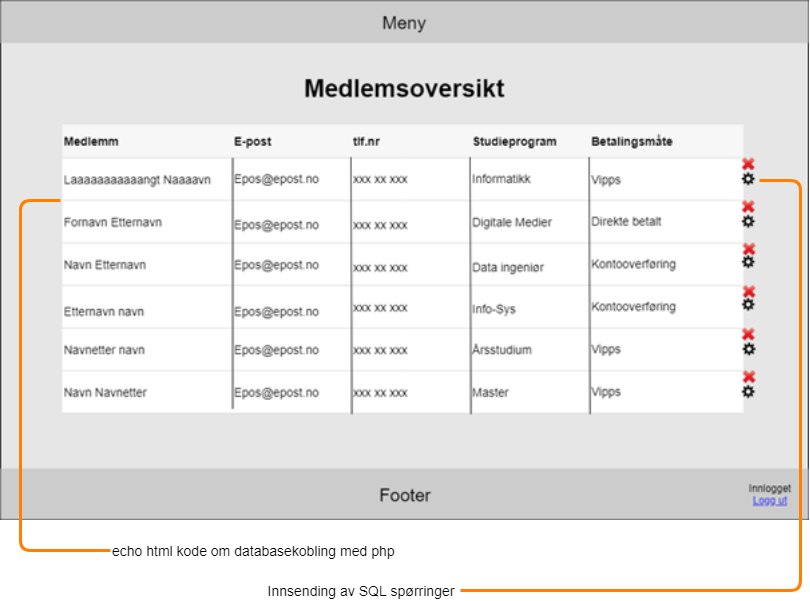 Meny
Medlemsoversikt
Medlemm E-post tlf.nr Studieprogram Betalingsmåte
Laaaaaaaaaaangt Naaaavn Epos@epost.no xxx xx xxx Informatikk Vipps
Fornavn Etternavn Epos@epost.no xxx xx xxx Digitale Medier Direkte betalt
Navn Etternavn Epos@epost.no xxx xx xxx Data ingeniør Kontooverføring
Etternavn navn Epos@epost.no xxx xx xxx Info-Sys Kontooverføring
Navnetter navn Epos@epost.no xxx xx xxx Årsstudium Vipps
Navn Navnetter Epos@epost.no xxx xx xxx Master Vipps
Footer
Innlogget
Logg ut
echo html kode om databasekobling med php
Innsending av SQL spørringer